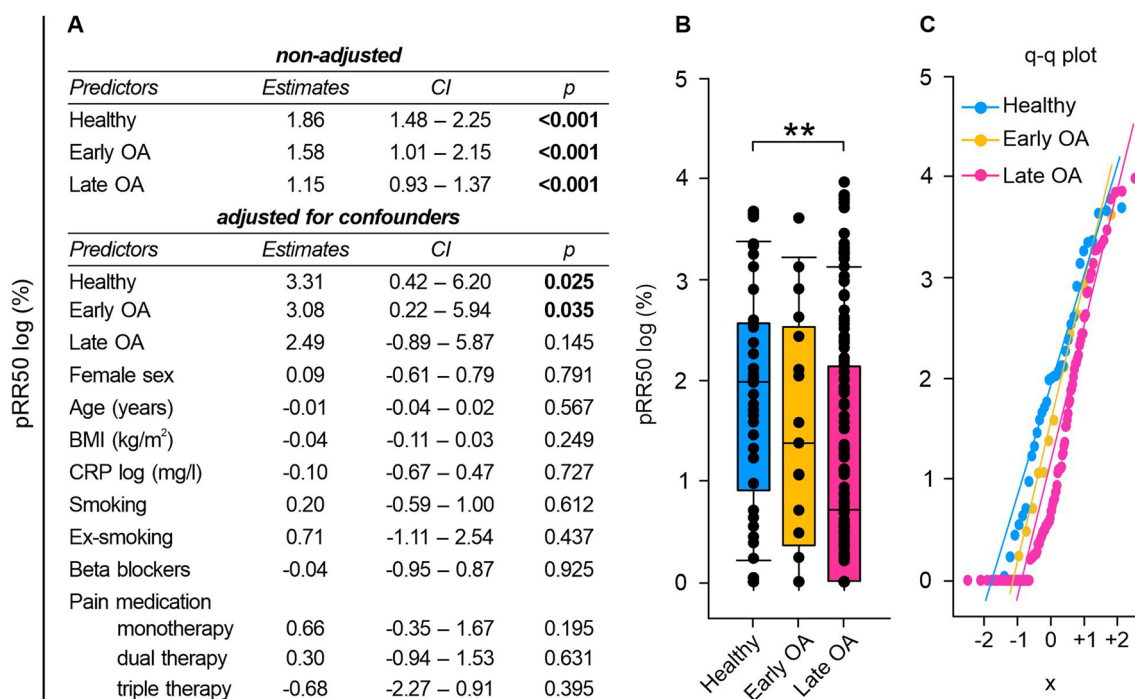 pRR50 log (%)
A
non-adjusted
Predictors Estimates CI p
Healthy 1.86 1.48 – 2.25 <0.001
Early OA 1.58 1.01 – 2.15 <0.001
Late OA 1.15 0.93 – 1.37 <0.001
adjusted for confounders
Predictors Estimates CI p
Healthy 3.31 0.42 – 6.20 0.025
Early OA 3.08 0.22 – 5.94 0.035
Late OA 2.49 -0.89 – 5.87 0.145
Female sex 0.09 -0.61 – 0.79 0.791
Age (years) -0.01 -0.04 – 0.02 0.567
BMI (kg/m²) -0.04 -0.11 – 0.03 0.249
CRP log (mg/l) -0.10 -0.67 – 0.47 0.727
Smoking 0.20 -0.59 – 1.00 0.612
Ex-smoking 0.71 -1.11 – 2.54 0.437
Beta blockers -0.04 -0.95 – 0.87 0.925
Pain medication
monotherapy 0.66 -0.35 – 1.67 0.195
dual therapy 0.30 -0.94 – 1.53 0.631
triple therapy -0.68 -2.27 – 0.91 0.395
B
pRR50 log (%)
5
4
3
2
1
0
**
Healthy
Early OA
Late OA
C
q-q plot
5
4
3
2
1
0
Healthy
Early OA
Late OA
-2 -1 0 +1 +2
x